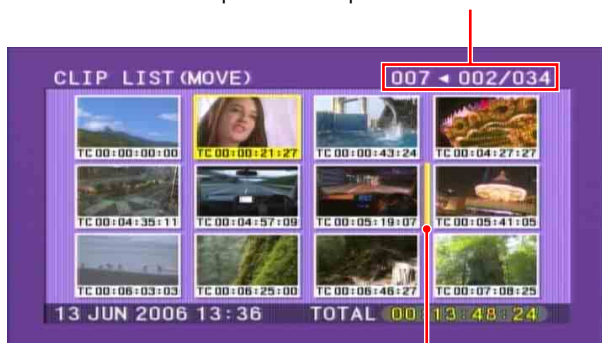 CLIP LIST(MOVE) 007 ◄ 002/034
TC 00:00:00:00 TC 00:00:21:27 TC 00:00:43:24 TC 00:04:27:27
TC 00:04:35:11 TC 00:04:57:09 TC 00:05:19:07 TC 00:05:41:05
TC 00:06:03:03 TC 00:06:25:00 TC 00:06:46:27 TC 00:07:08:25
13 JUN 2006 13:36 TOTAL 00:13:48:24